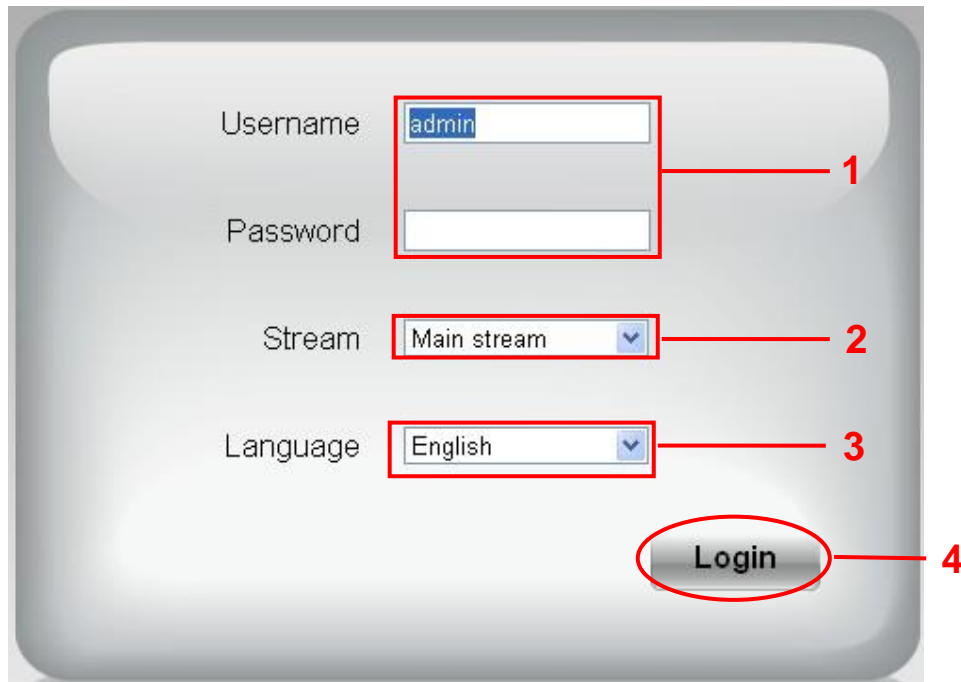 Username admin
1
Password
Stream Main stream 2
Language English 3
Login 4